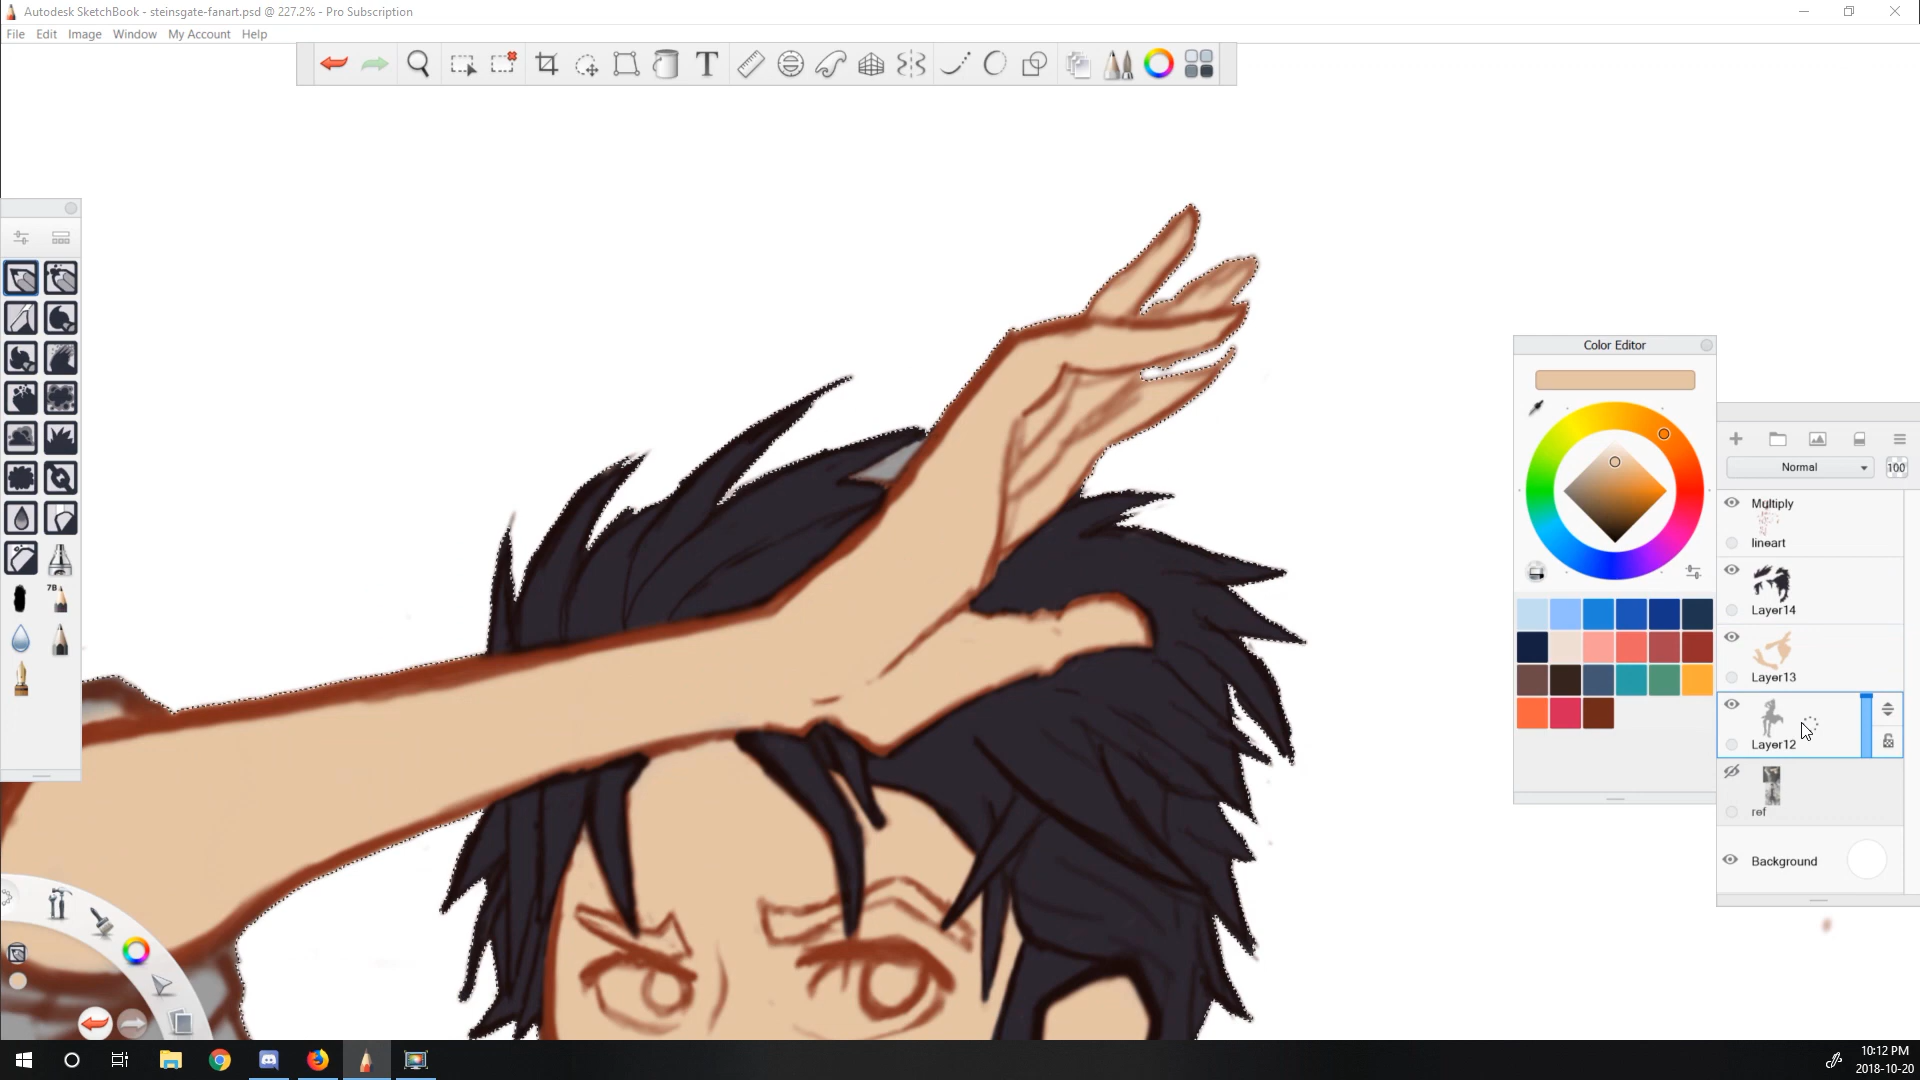 Autodesk SketchBook - steinsgate-fanart.psd @ 227.2% - Pro Subscription
File Edit Image Window My Account Help
T
Color Editor
Normal
100
Multiply
lineart
Layer14
Layer13
Layer12
ref
Background
7B
10:12 PM
2018-10-20